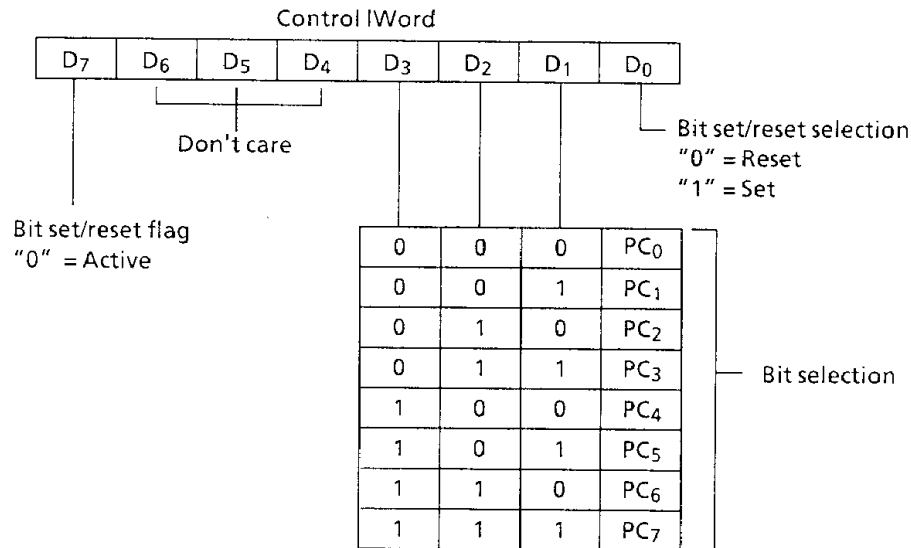 Control IWord
D7 D6 D5 D4 D3 D2 D1 D0
Don't care
Bit set/reset selection
"0" = Reset
"1" = Set
Bit set/reset flag
"0" = Active
0 0 0 PC0
0 0 1 PC1
0 1 0 PC2
0 1 1 PC3
1 0 0 PC4
1 0 1 PC5
1 1 0 PC6
1 1 1 PC7
Bit selection